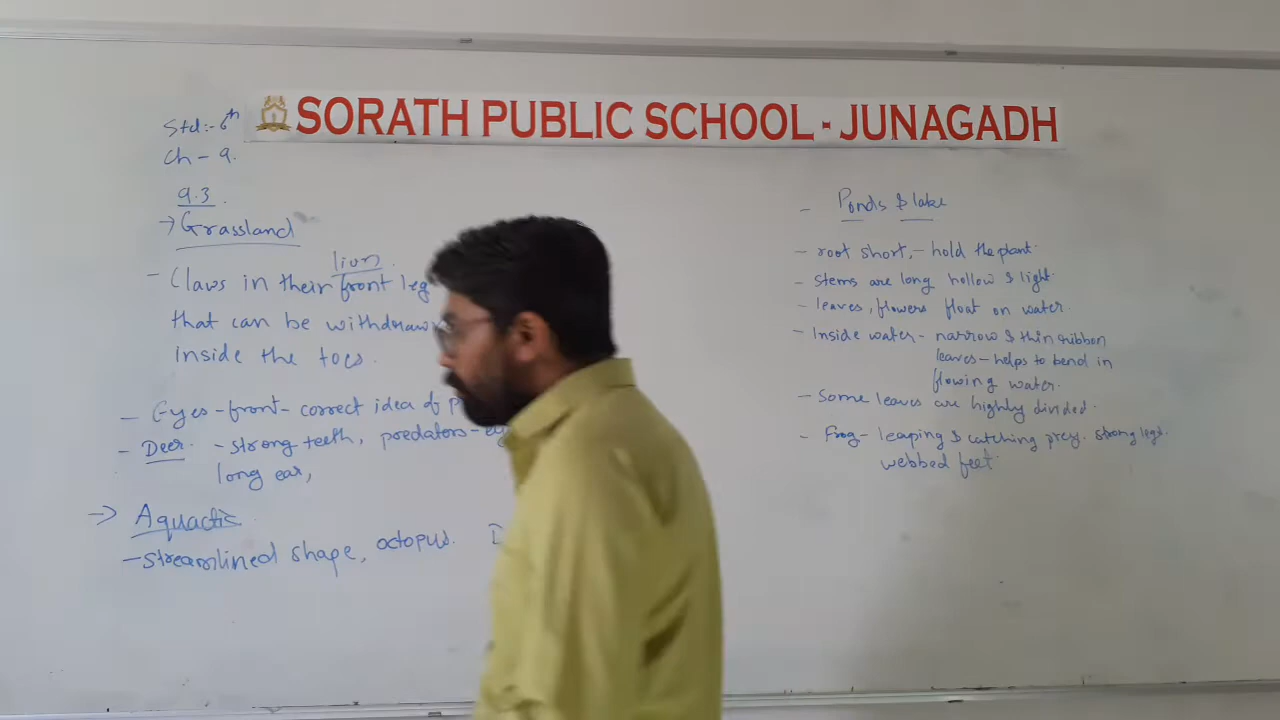 SORATH PUBLIC SCHOOL - JUNAGADH
Std:- 6th
Ch - 9.
9.3
→ Grassland
lion.
- Claws in their front leg
that can be withdraw
inside the toes.
- Eyes - front - correct idea of
- Deer - strong teeth, predators -
long ear,
→ Aquactic
- streamlined shape, octopus.
- Ponds & lake
- root short, - hold the plant.
- Stems are long hollow & light.
- leaves, flowers float on water.
- Inside water - narrow & thin ribbon
leaves - helps to bend in
flowing water.
- Some leaves are highly divided.
- Frog - leaping & catching prey. strong legs.
webbed feet.